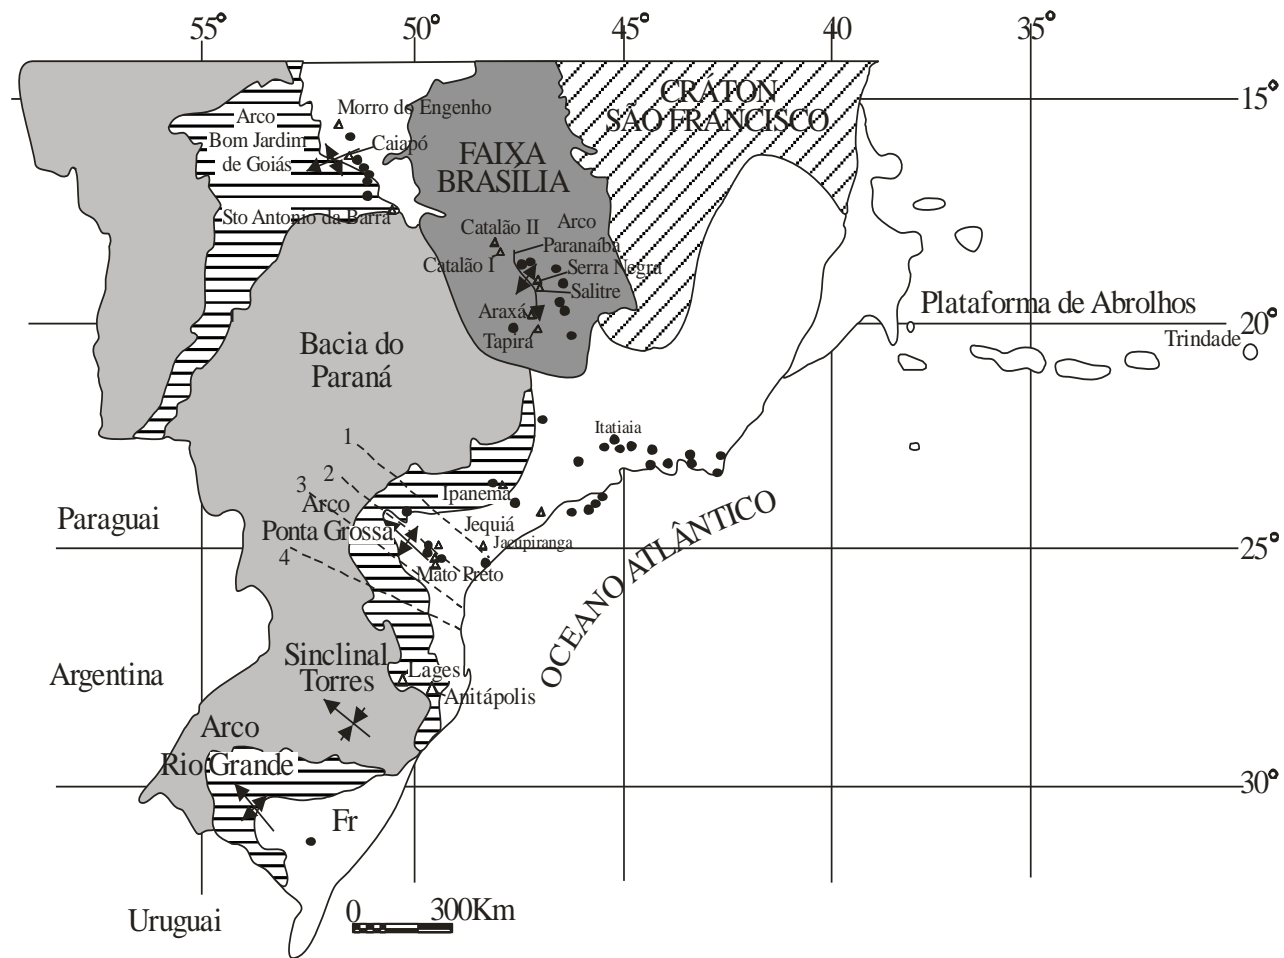 55°
50°
45°
40
35°
15°
Morro do Engenho
Arco
Bom Jardim
de Goiás
Caiapó
CRÁTON
SÃO FRANCISCO
FAIXA
BRASÍLIA
Sto Antonio da Barra
Catalão II
Arco
Paranaíba
Catalão I
Serra Negra
Salitre
Araxá
Tapira
Plataforma de Abrolhos
20°
Trindade
Bacia do
Paraná
Itatiaia
1
2
3
Arco
Ponta Grossa
4
Ipanema
Jequiá
Jacupiranga
Mato Preto
Paraguai
25°
OCEANO ATLÂNTICO
Argentina
Sinclinal
Torres
Lages
Anitápolis
Arco
Rio Grande
30°
Fr
Uruguai
0
300Km